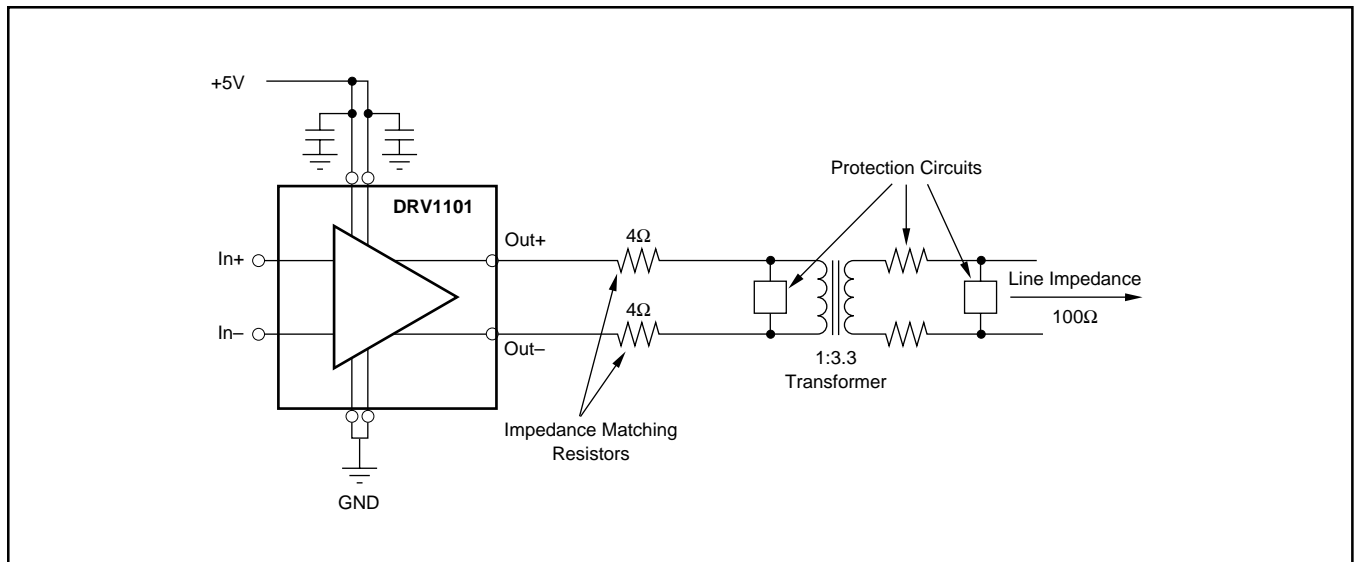 +5V
Protection Circuits
DRV1101
Out+
4Ω
In+
Line Impedance
100Ω
4Ω
In–
Out–
1:3.3
Transformer
Impedance Matching
Resistors
GND